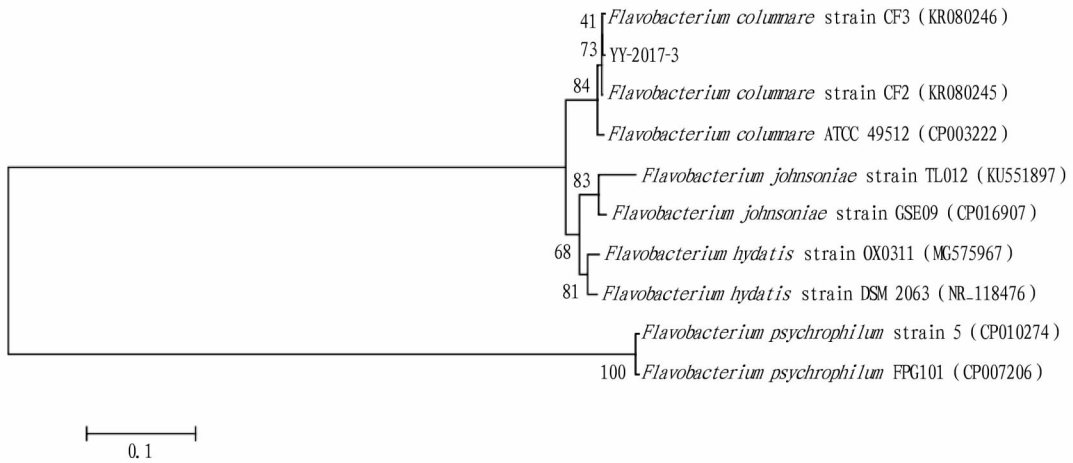 41 Flavobacterium columnare strain CF3 (KR080246)
73 YY-2017-3
84 Flavobacterium columnare strain CF2 (KR080245)
Flavobacterium columnare ATCC 49512 (CP003222)
83 Flavobacterium johnsoniae strain TL012 (KU551897)
Flavobacterium johnsoniae strain GSE09 (CP016907)
68 Flavobacterium hydatis strain OX0311 (MG575967)
81 Flavobacterium hydatis strain DSM 2063 (NR_118476)
Flavobacterium psychrophilum strain 5 (CP010274)
100 Flavobacterium psychrophilum FPG101 (CP007206)
0.1